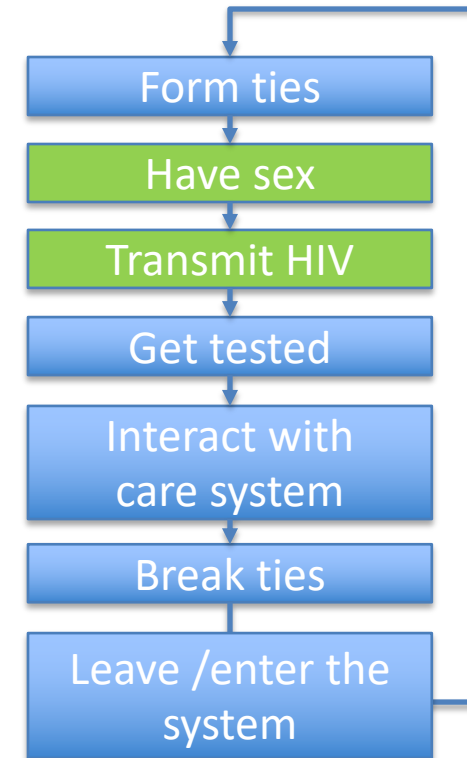 Form ties
Have sex
Transmit HIV
Get tested
Interact with
care system
Break ties
Leave /enter the
system